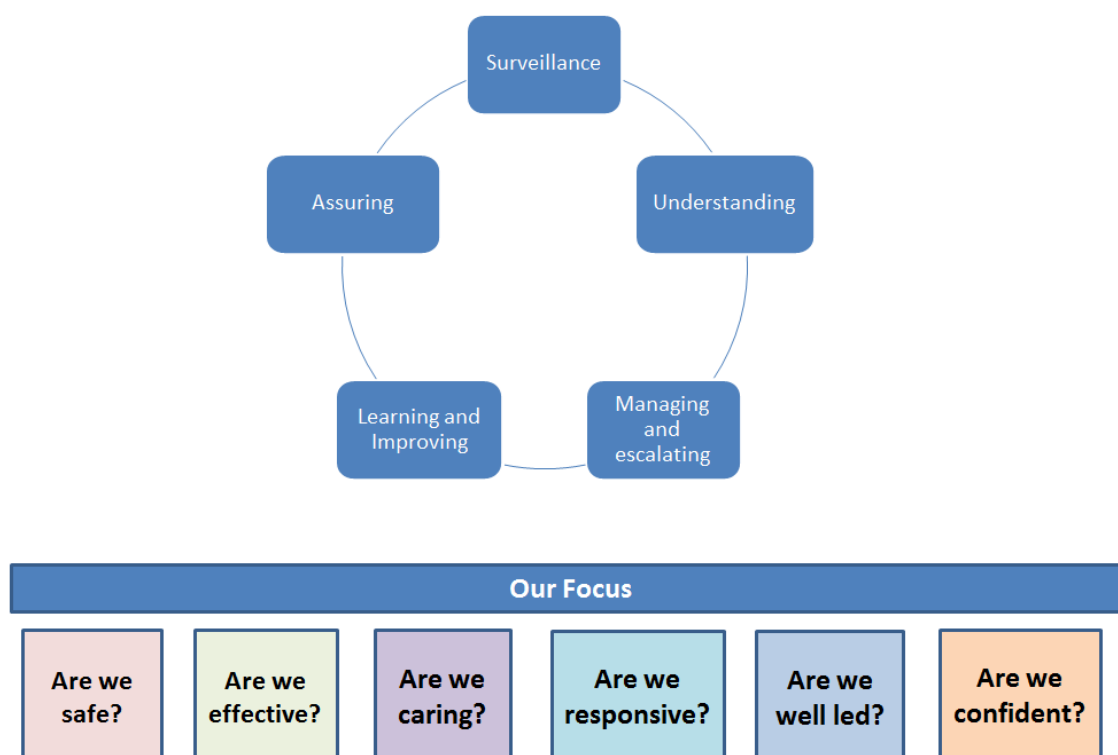 Surveillance
Assuring
Understanding
Learning and
Improving
Managing
and
escalating
Our Focus
Are we
safe?
Are we
effective?
Are we
caring?
Are we
responsive?
Are we
well led?
Are we
confident?